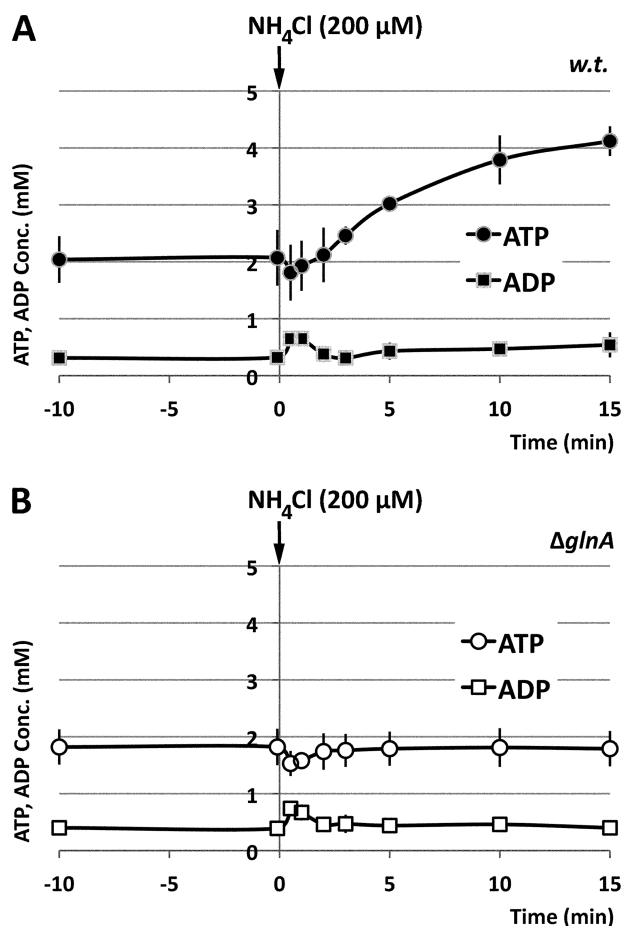 A
NH4Cl (200 µM)
w.t.
ATP, ADP Conc. (mM)
5
4
3
2
1
0
ATP
ADP
-10 -5 0 5 10 15
Time (min)
B
NH4Cl (200 µM)
ΔglnA
ATP, ADP Conc. (mM)
5
4
3
2
1
0
ATP
ADP
-10 -5 0 5 10 15
Time (min)